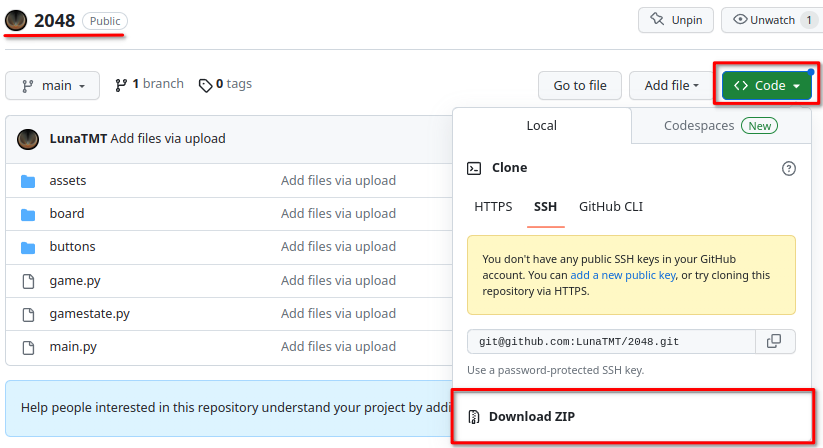 2048 Public
Unpin
Unwatch 1
main
1 branch
0 tags
Go to file
Add file
<> Code
LunaTMT Add files via upload
assets Add files via upload
board Add files via upload
buttons Add files via upload
game.py Add files via upload
gamestate.py Add files via upload
main.py Add files via upload
Help people interested in this repository understand your project by addi
Local
Codespaces New
Clone
HTTPS SSH GitHub CLI
You don't have any public SSH keys in your GitHub
account. You can add a new public key, or try cloning this
repository via HTTPS.
git@github.com:LunaTMT/2048.git
Use a password-protected SSH key.
Download ZIP